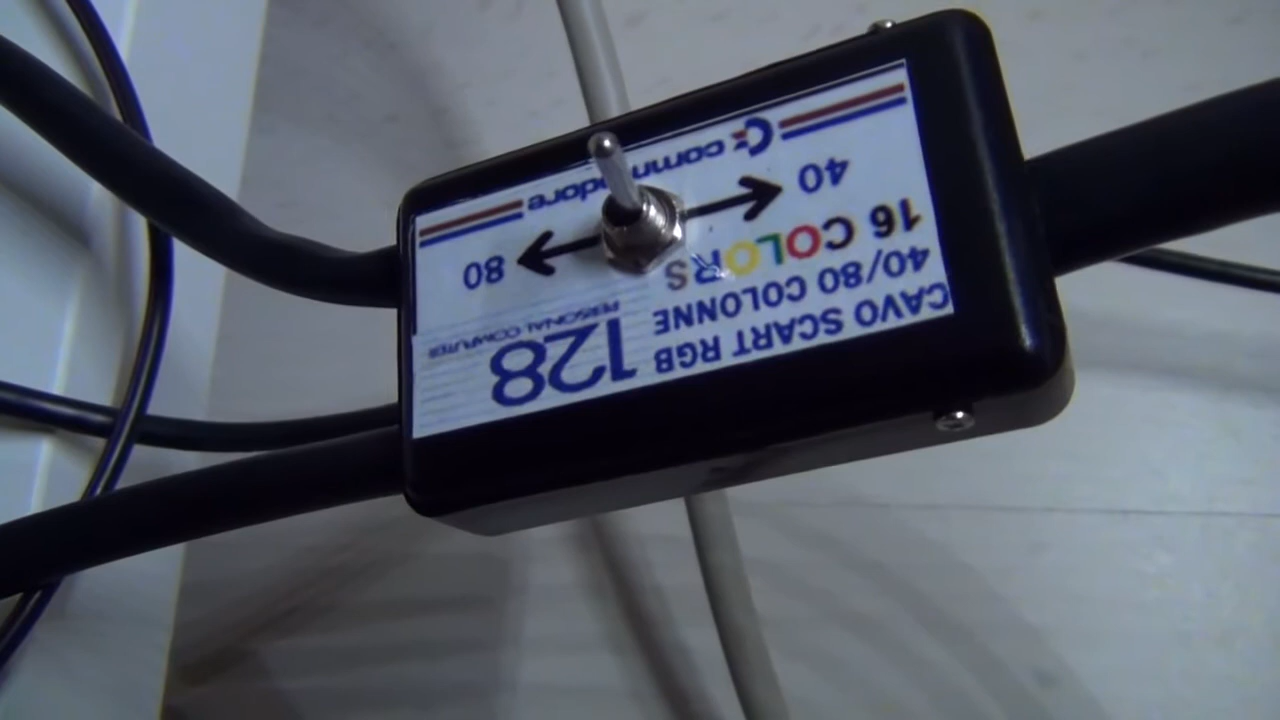 128
PERSONAL COMPUTER
CAVO SCART RGB
40/80 COLONNE
16 COLORS
40
80
commodore